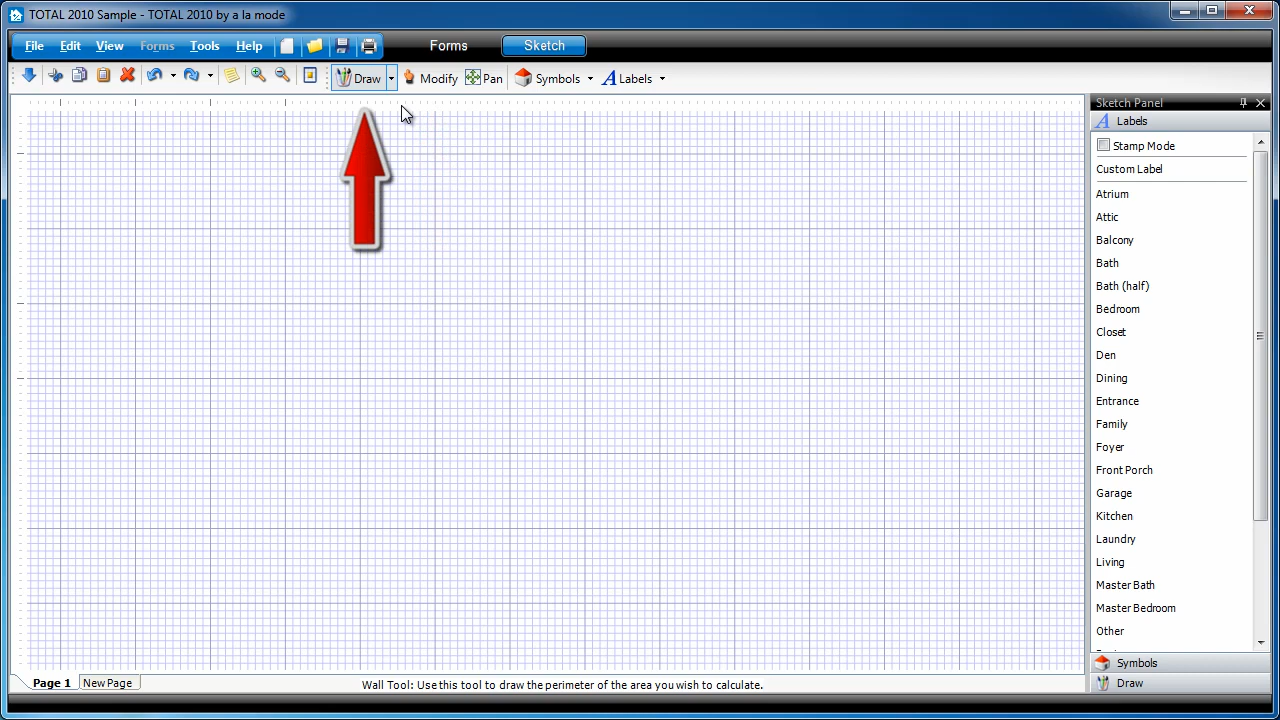 TOTAL 2010 Sample - TOTAL 2010 by a la mode
File Edit View Forms Tools Help Forms Sketch
Draw Modify Pan Symbols Labels
Sketch Panel
Labels
Stamp Mode
Custom Label
Atrium
Attic
Balcony
Bath
Bath (half)
Bedroom
Closet
Den
Dining
Entrance
Family
Foyer
Front Porch
Garage
Kitchen
Laundry
Living
Master Bath
Master Bedroom
Other
Symbols
Draw
Page 1 New Page Wall Tool: Use this tool to draw the perimeter of the area you wish to calculate.